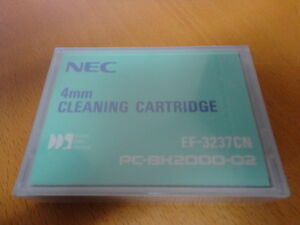 NEC
4mm
CLEANING CARTRIDGE
EF-3237CN
PC-BK2000-02